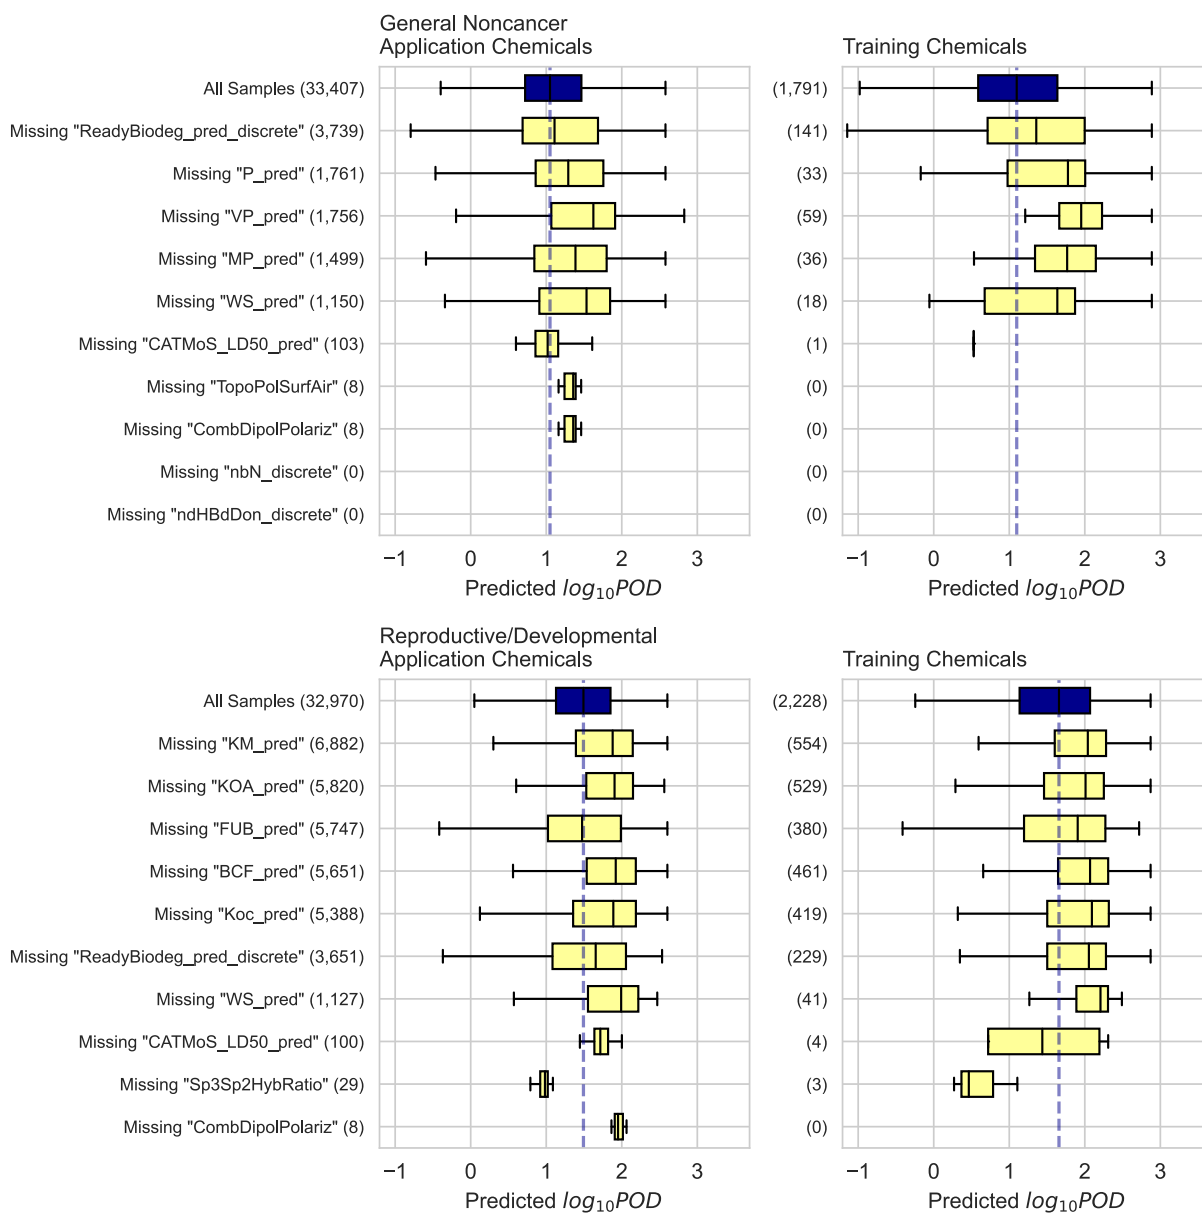 General Noncancer
Application Chemicals
Training Chemicals
All Samples (33,407)
(1,791)
Missing "ReadyBiodeg_pred_discrete" (3,739)
(141)
Missing "P_pred" (1,761)
(33)
Missing "VP_pred" (1,756)
(59)
Missing "MP_pred" (1,499)
(36)
Missing "WS_pred" (1,150)
(18)
Missing "CATMoS_LD50_pred" (103)
(1)
Missing "TopoPolSurfAir" (8)
(0)
Missing "CombDipolPolariz" (8)
(0)
Missing "nbN_discrete" (0)
(0)
Missing "ndHBdDon_discrete" (0)
(0)
−1 0 1 2 3
−1 0 1 2 3
Predicted log₁₀POD
Predicted log₁₀POD
Reproductive/Developmental
Application Chemicals
Training Chemicals
All Samples (32,970)
(2,228)
Missing "KM_pred" (6,882)
(554)
Missing "KOA_pred" (5,820)
(529)
Missing "FUB_pred" (5,747)
(380)
Missing "BCF_pred" (5,651)
(461)
Missing "Koc_pred" (5,388)
(419)
Missing "ReadyBiodeg_pred_discrete" (3,651)
(229)
Missing "WS_pred" (1,127)
(41)
Missing "CATMoS_LD50_pred" (100)
(4)
Missing "Sp3Sp2HybRatio" (29)
(3)
Missing "CombDipolPolariz" (8)
(0)
−1 0 1 2 3
−1 0 1 2 3
Predicted log₁₀POD
Predicted log₁₀POD